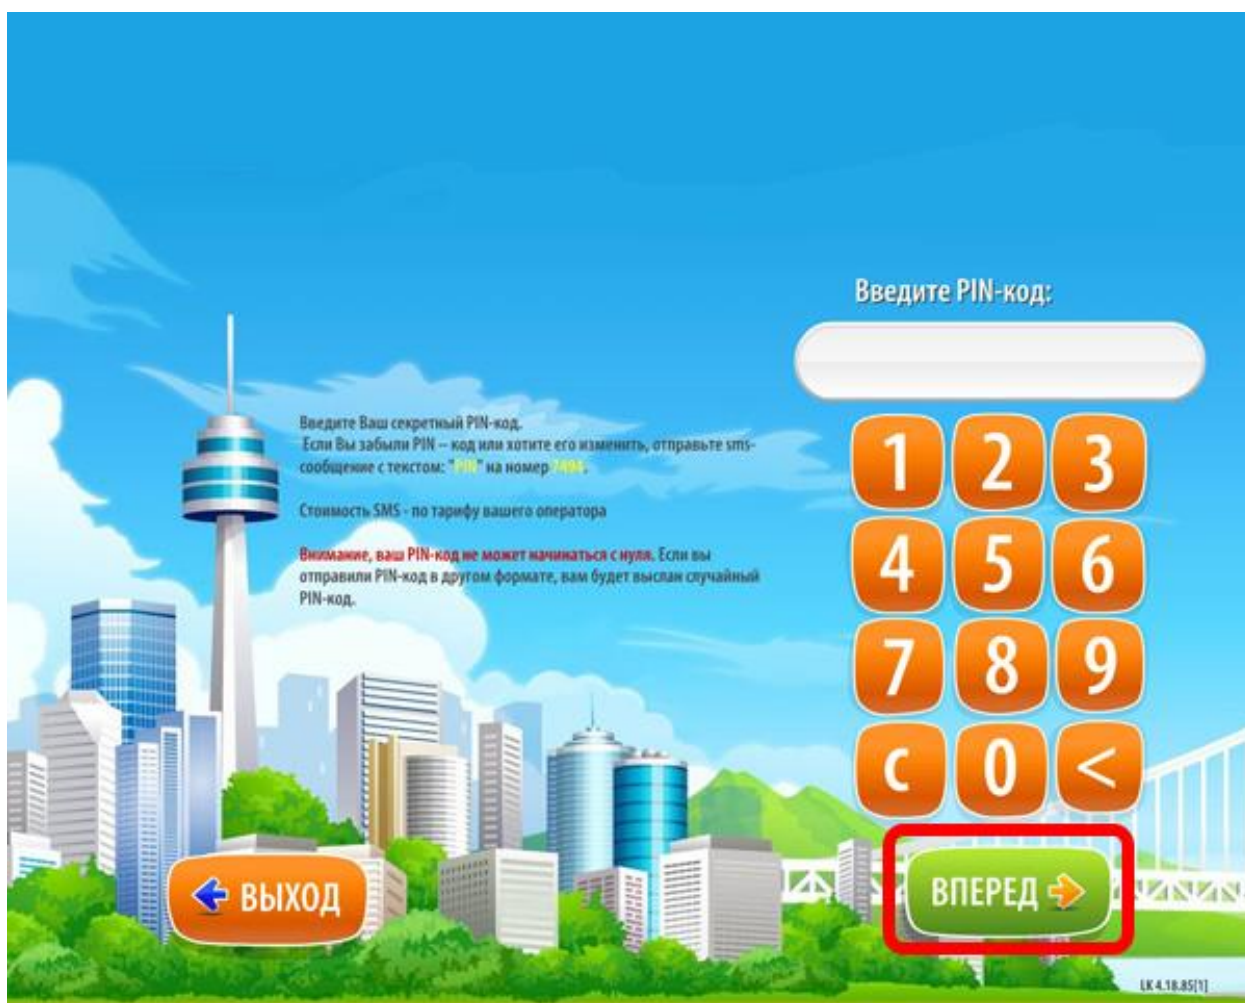 Введите PIN-код:
Введите Ваш секретный PIN-код.
Если Вы забыли PIN – код или хотите его изменить, отправьте sms-
сообщение с текстом: "PIN" на номер 7494.
Стоимость SMS - по тарифу вашего оператора
Внимание, ваш PIN-код не может начинаться с нуля. Если вы
отправили PIN-код в другом формате, вам будет выслан случайный
PIN-код.
1 2 3
4 5 6
7 8 9
C 0 <
ВЫХОД
ВПЕРЕД
LK 4.18.85[1]